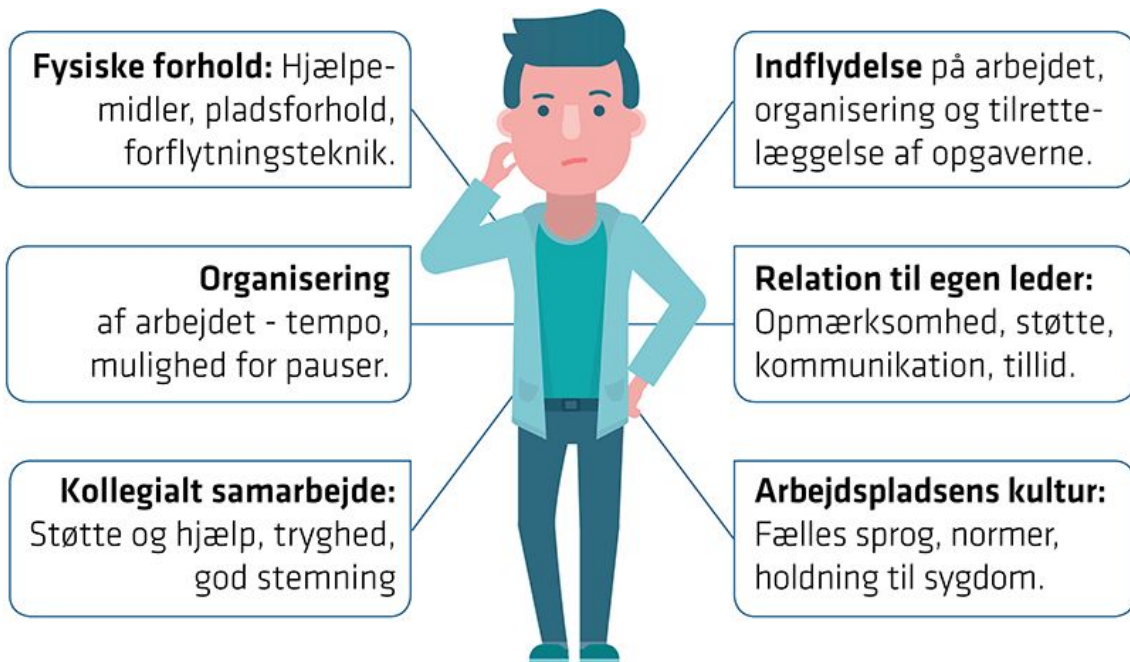 Fysiske forhold: Hjælpe-
midler, pladsforhold,
forflytningsteknik.
Indflydelse på arbejdet,
organisering og tilrette-
læggelse af opgaverne.
Organisering
af arbejdet - tempo,
mulighed for pauser.
Relation til egen leder:
Opmærksomhed, støtte,
kommunikation, tillid.
Kollegialt samarbejde:
Støtte og hjælp, tryghed,
god stemning
Arbejdspladsens kultur:
Fælles sprog, normer,
holdning til sygdom.